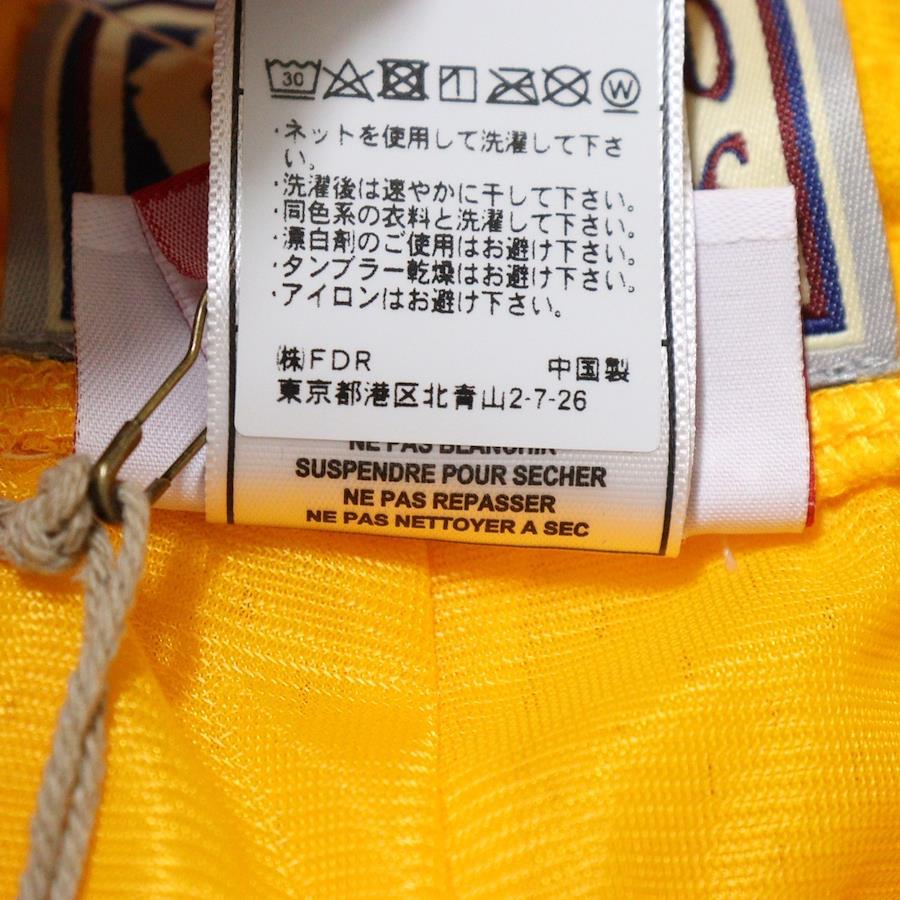 30
W
・ネットを使用して洗濯して下さ
い。
・洗濯後は速やかに干して下さい。
・同色系の衣料と洗濯して下さい。
・漂白剤のご使用はお避け下さい。
・タンブラー乾燥はお避け下さい。
・アイロンはお避け下さい。
㈱FDR 中国製
東京都港区北青山2-7-26
NE PAS BLANCHIR
SUSPENDRE POUR SECHER
NE PAS REPASSER
NE PAS NETTOYER A SEC